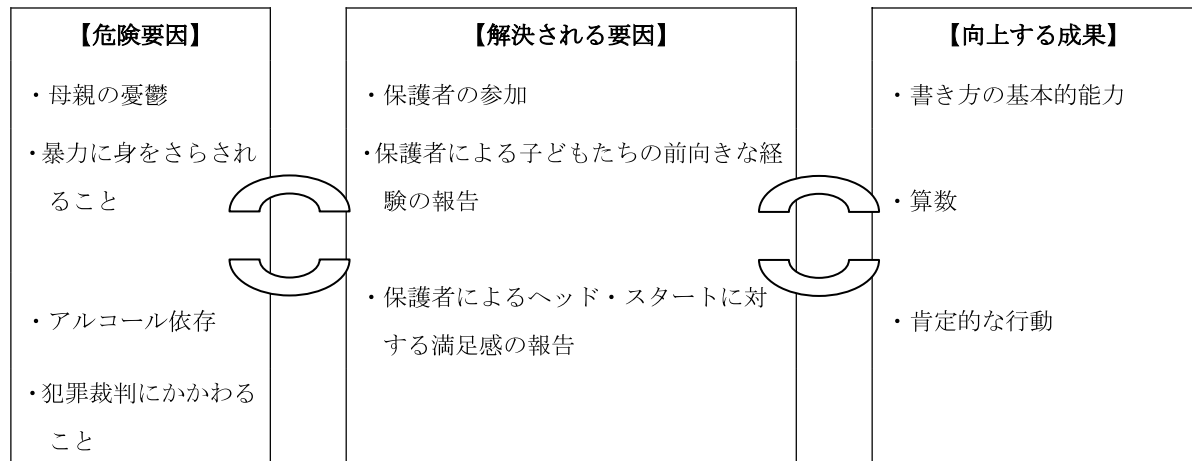 【危険要因】
・母親の憂鬱
・暴力に身をさらされ
ること
・アルコール依存
・犯罪裁判にかかわる
こと
【解決される要因】
・保護者の参加
・保護者による子どもたちの前向きな経
験の報告
・保護者によるヘッド・スタートに対
する満足感の報告
【向上する成果】
・書き方の基本的能力
・算数
・肯定的な行動